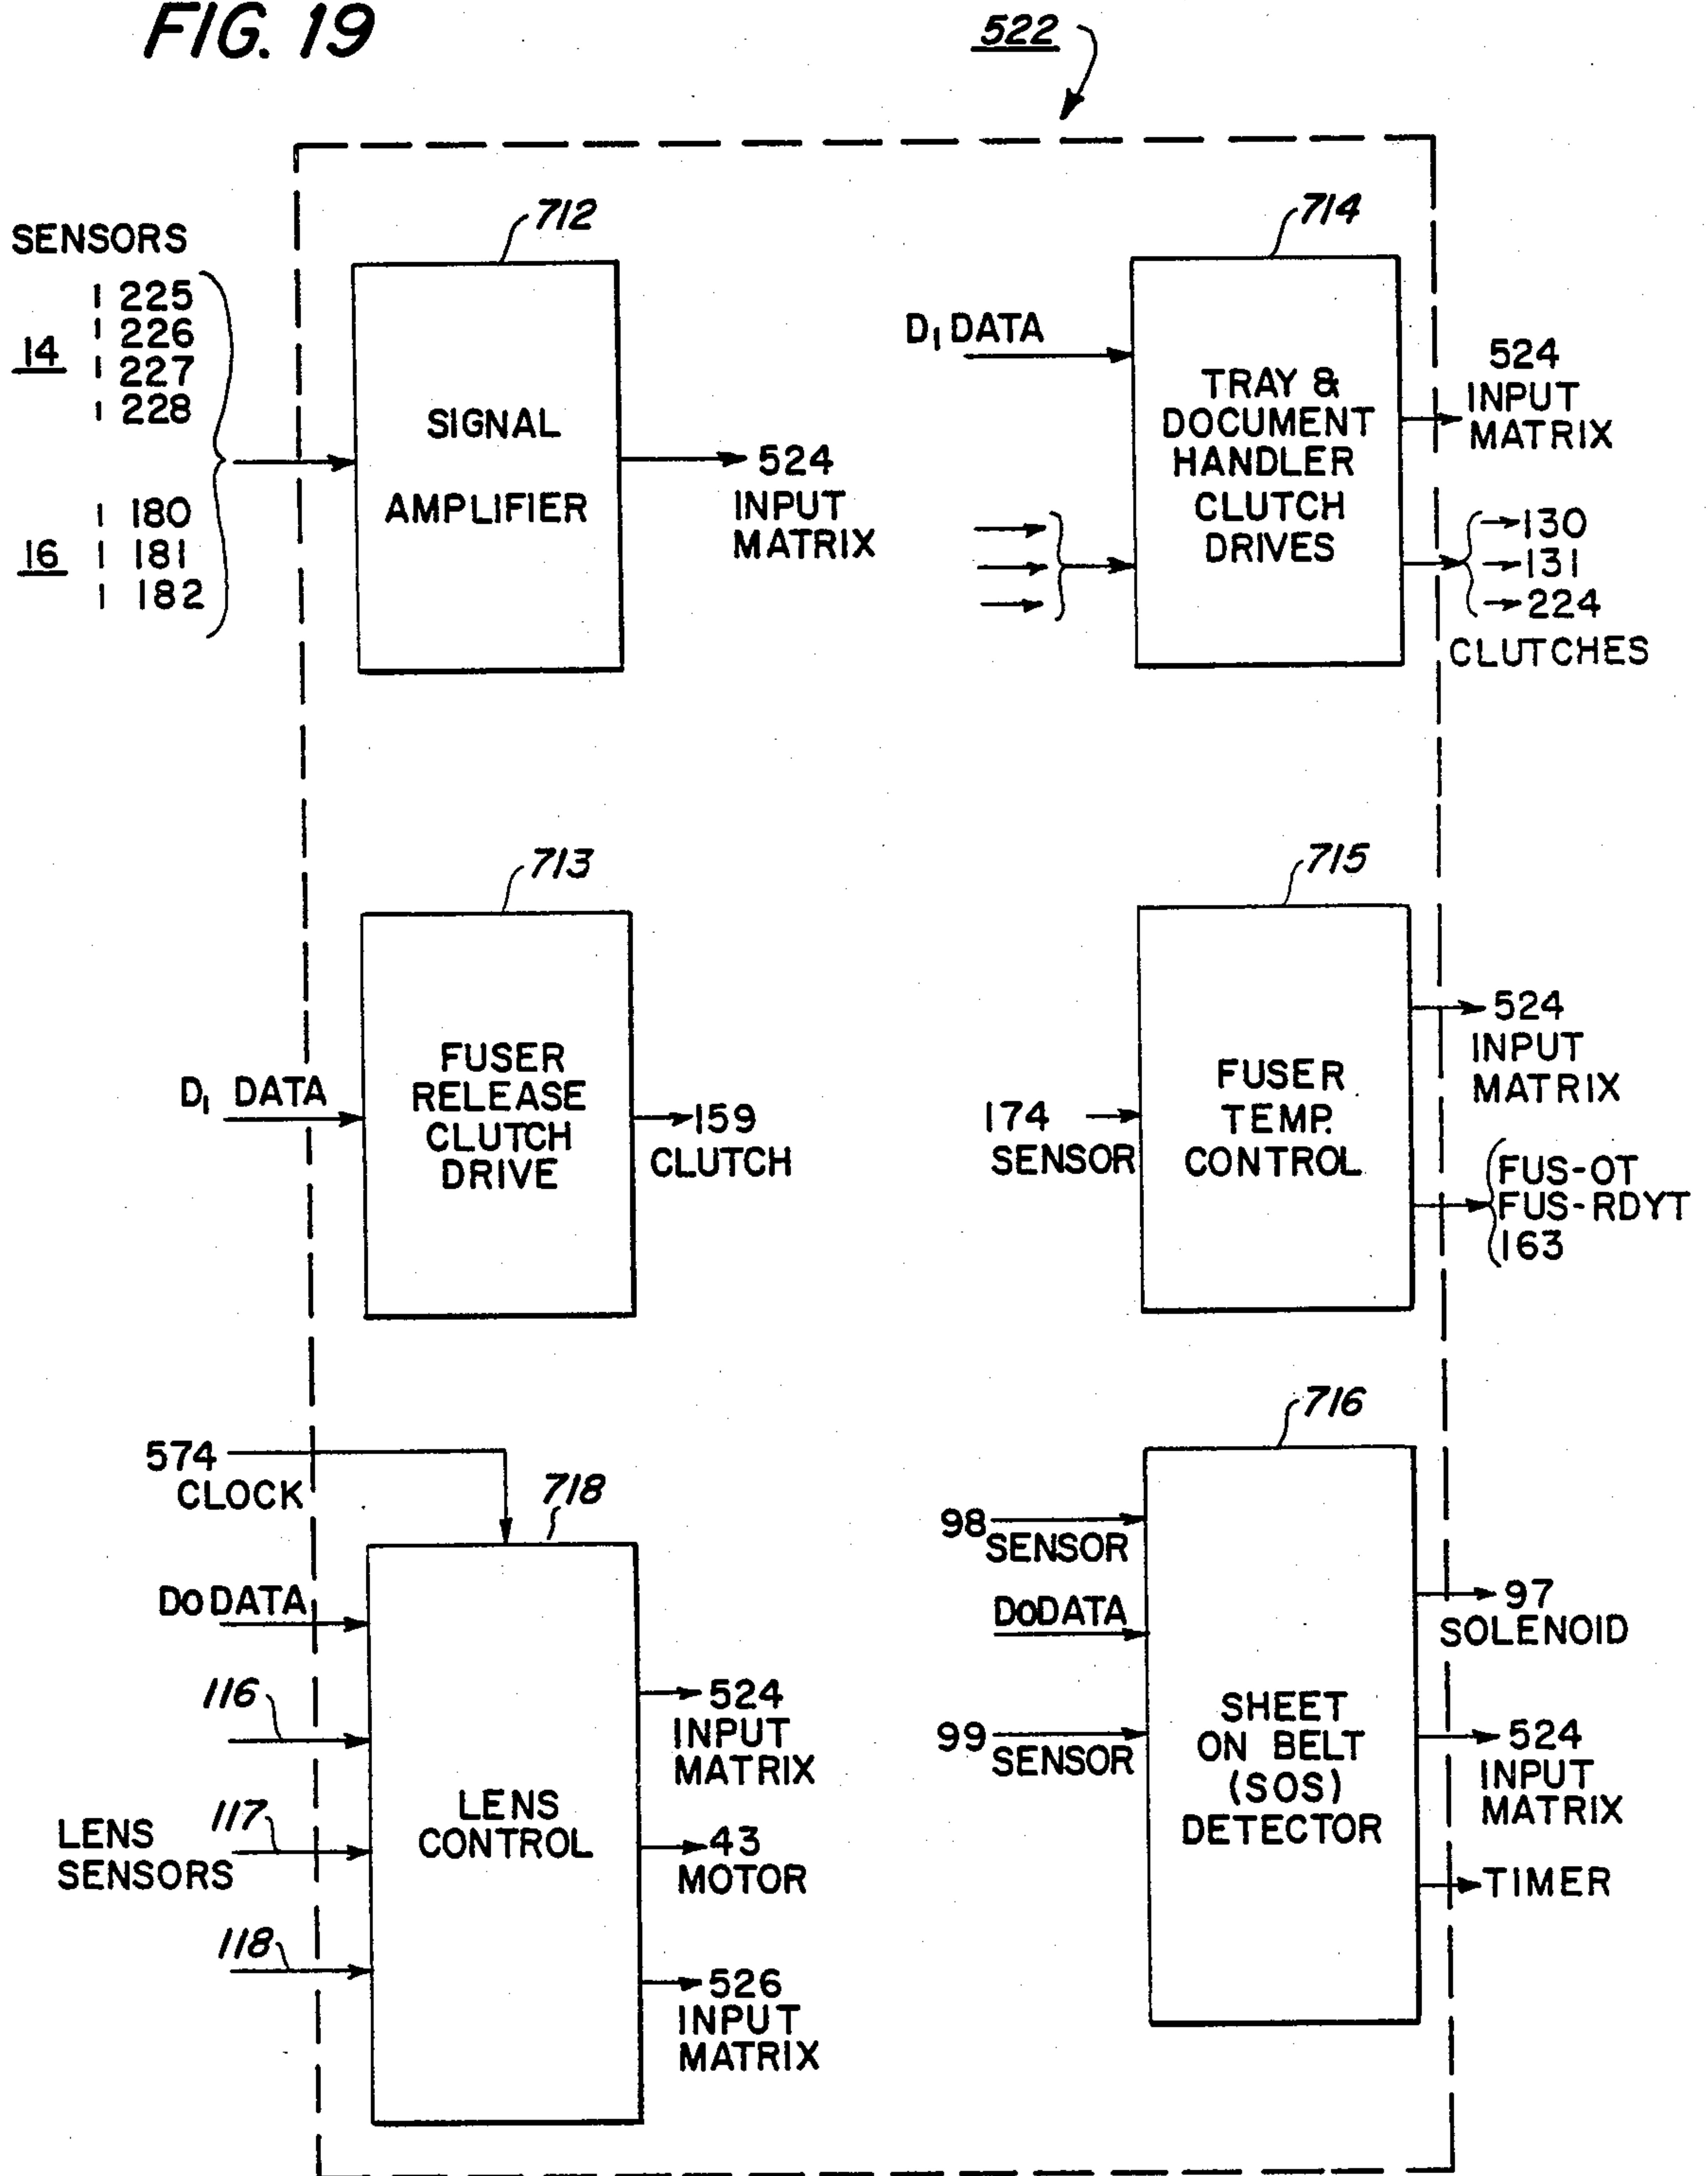 FIG. 19
522
712
SENSORS
14
225
226
227
228
16
180
181
182
SIGNAL
AMPLIFIER
524
INPUT
MATRIX
714
D1 DATA
TRAY &
DOCUMENT
HANDLER
CLUTCH
DRIVES
524
INPUT
MATRIX
130
131
224
CLUTCHES
713
D1 DATA
FUSER
RELEASE
CLUTCH
DRIVE
159
CLUTCH
715
174
SENSOR
FUSER
TEMP.
CONTROL
524
INPUT
MATRIX
FUS-OT
FUS-RDYT
163
574
CLOCK
718
DO DATA
116
LENS
SENSORS
117
118
LENS
CONTROL
524
INPUT
MATRIX
43
MOTOR
526
INPUT
MATRIX
716
98
SENSOR
DO DATA
99
SENSOR
SHEET
ON BELT
(SOS)
DETECTOR
97
SOLENOID
524
INPUT
MATRIX
TIMER